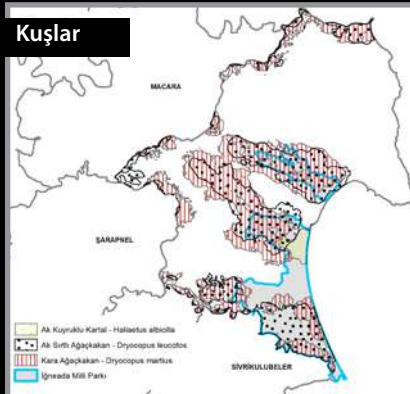 Kuşlar
MACARA
ŞARAPNEL
SİVRİKULUBELER
Ak Kuyruklu Kartal - Haliaetus albicilla
Ak Sırtlı Ağaçkakan - Dryocopus leucotos
Kara Ağaçkakan - Dryocopus martius
İğneada Milli Parkı